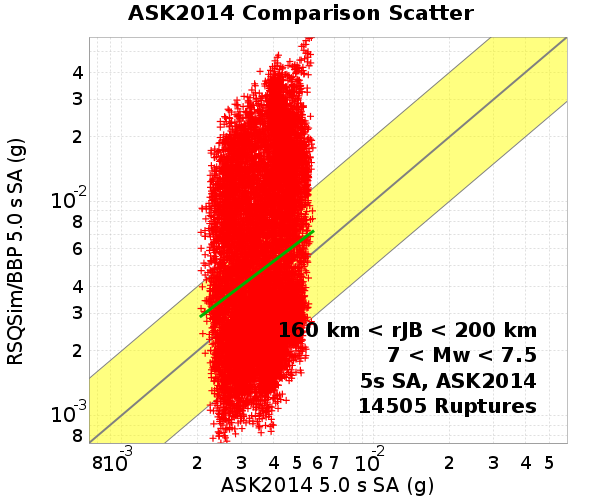 ASK2014 Comparison Scatter
RSQSim/BBP 5.0 s SA (g)
4
3
2
10-2
8
6
4
3
2
10-3
8
160 km < rJB < 200 km
7 < Mw < 7.5
5s SA, ASK2014
14505 Ruptures
8 10-3 2 3 4 5 6 7 10-2 2 3 4 5
ASK2014 5.0 s SA (g)